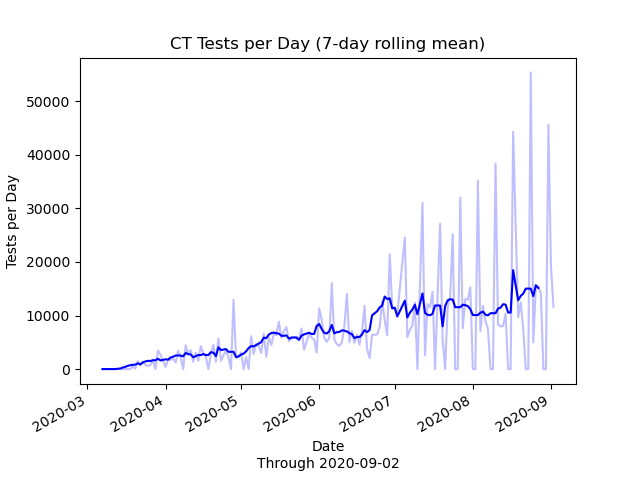 CT Tests per Day (7-day rolling mean)
Tests per Day
50000
40000
30000
20000
10000
0
2020-03 2020-04 2020-05 2020-06 2020-07 2020-08 2020-09
Date
Through 2020-09-02